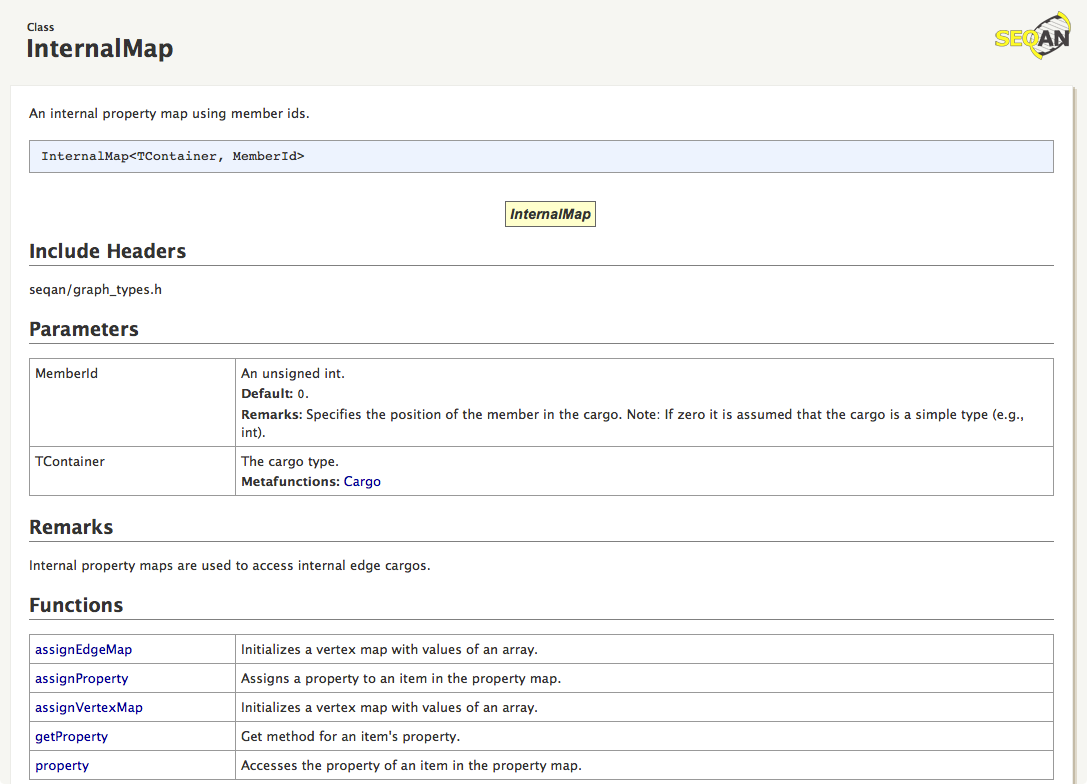 Class
InternalMap
SEQAN
An internal property map using member ids.
InternalMap<TContainer, MemberId>
InternalMap
Include Headers
seqan/graph_types.h
Parameters
MemberId
An unsigned int.
Default: 0.
Remarks: Specifies the position of the member in the cargo. Note: If zero it is assumed that the cargo is a simple type (e.g.,
int).
TContainer
The cargo type.
Metafunctions: Cargo
Remarks
Internal property maps are used to access internal edge cargos.
Functions
assignEdgeMap Initializes a vertex map with values of an array.
assignProperty Assigns a property to an item in the property map.
assignVertexMap Initializes a vertex map with values of an array.
getProperty Get method for an item's property.
property Accesses the property of an item in the property map.